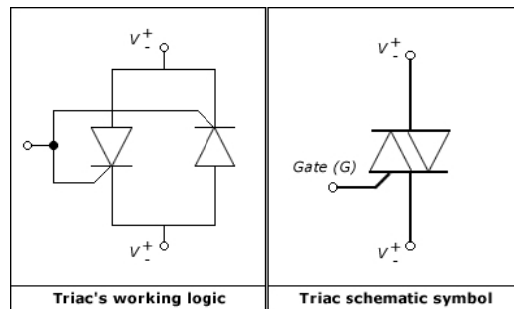 V +
-
V +
-
Triac's working logic
V +
-
Gate (G)
V +
-
Triac schematic symbol